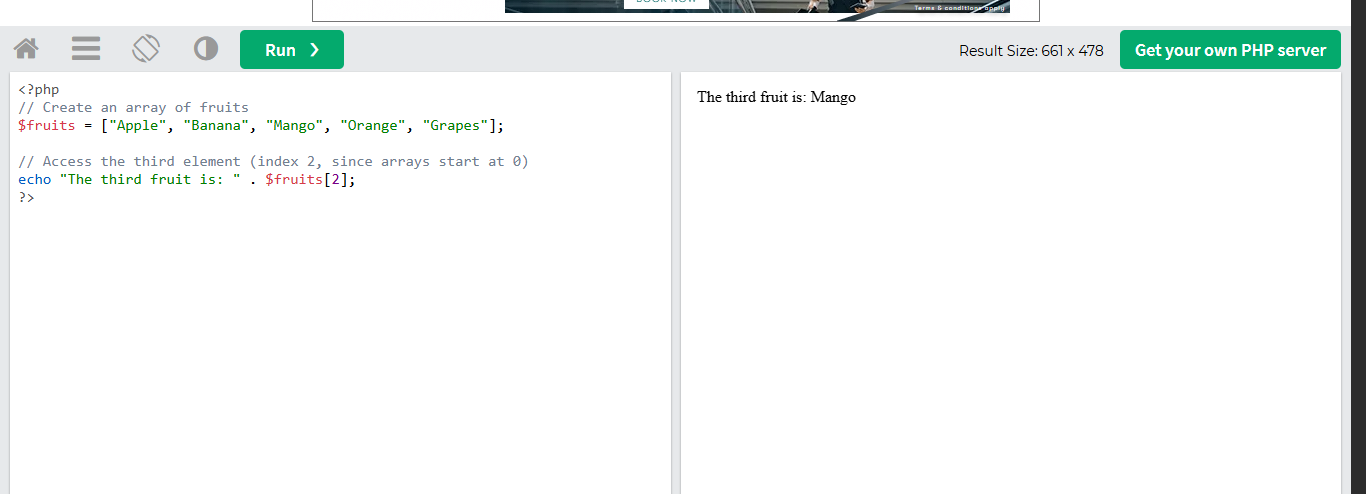 BOOK NOW
Terms & conditions apply
Run ❯
Result Size: 661 x 478
Get your own PHP server
<?php
// Create an array of fruits
$fruits = ["Apple", "Banana", "Mango", "Orange", "Grapes"];
// Access the third element (index 2, since arrays start at 0)
echo "The third fruit is: " . $fruits[2];
?>
The third fruit is: Mango